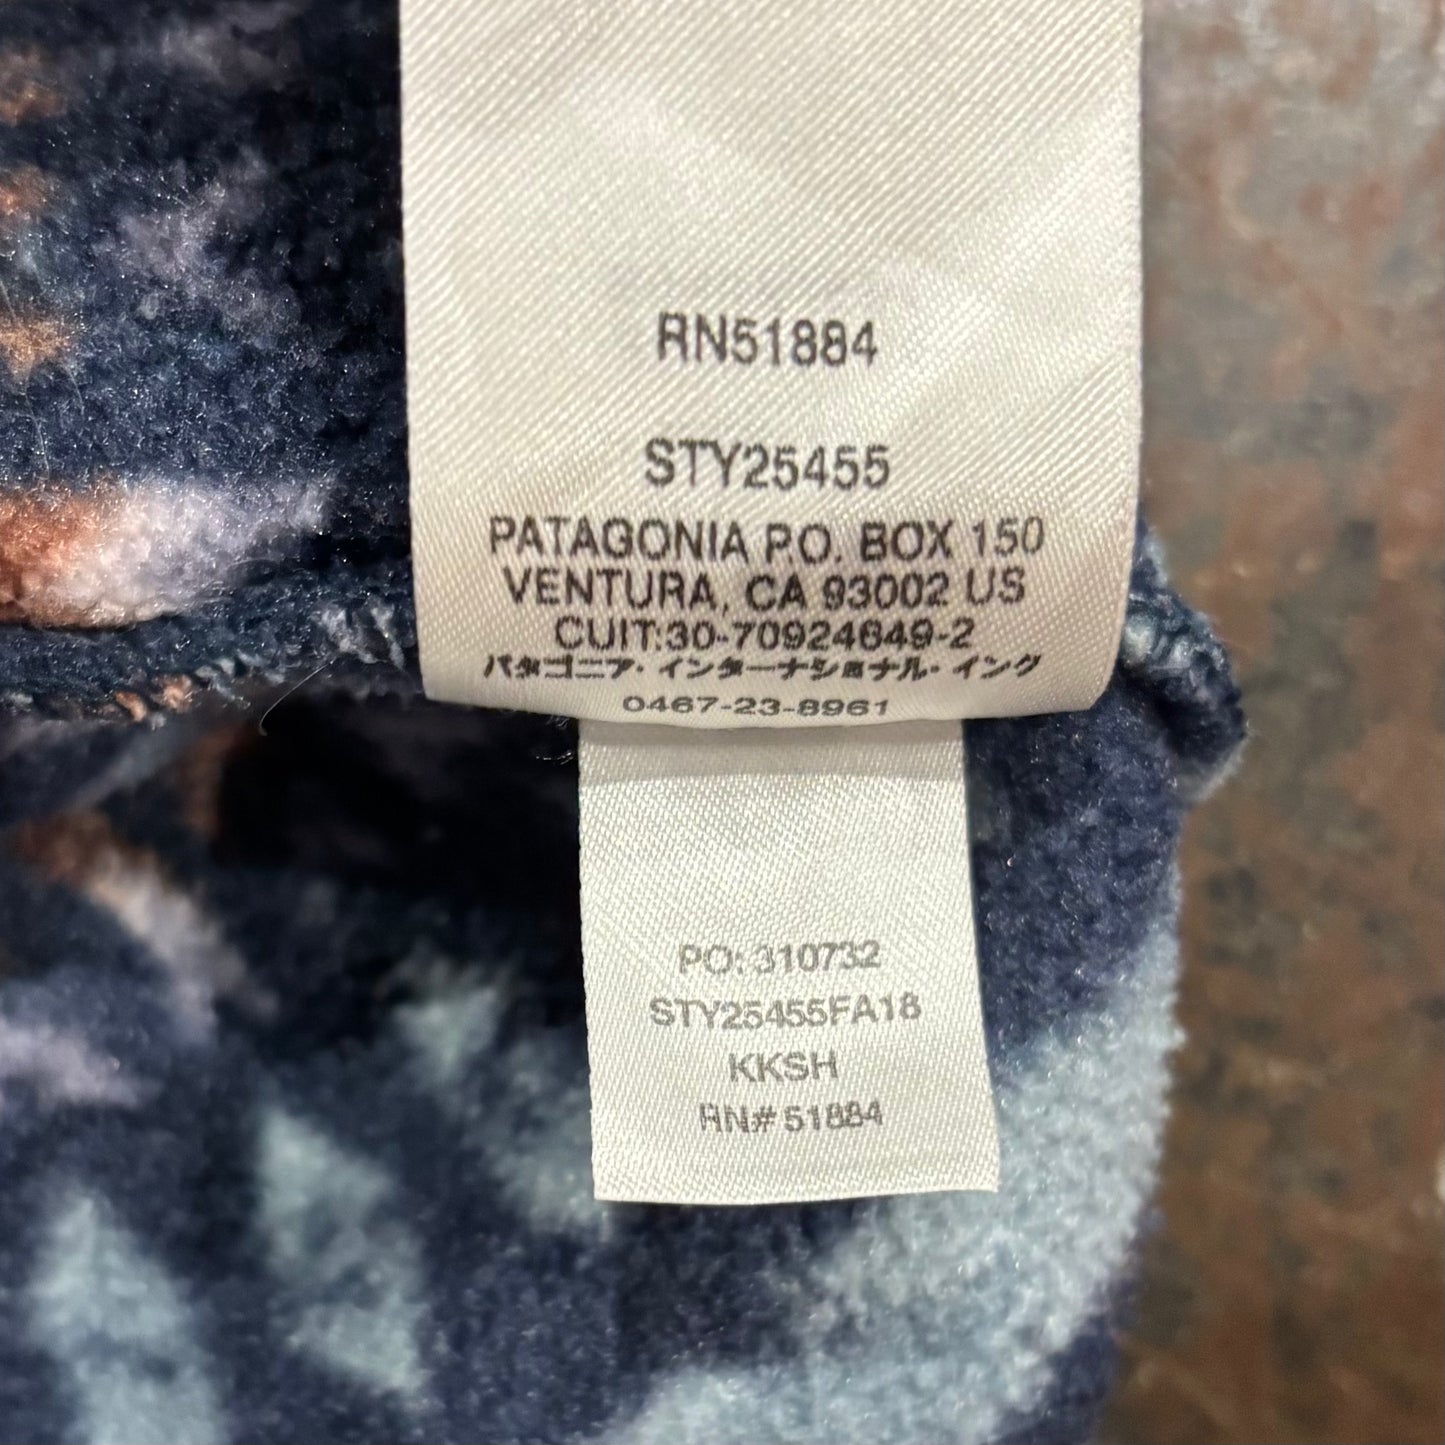 RN51884
STY25455
PATAGONIA P.O. BOX 150
VENTURA, CA 93002 US
CUIT:30-70924649-2
パタゴニア・インターナショナル・インク
0467-23-8961
PO: 310732
STY25455FA18
KKSH
RN# 51884